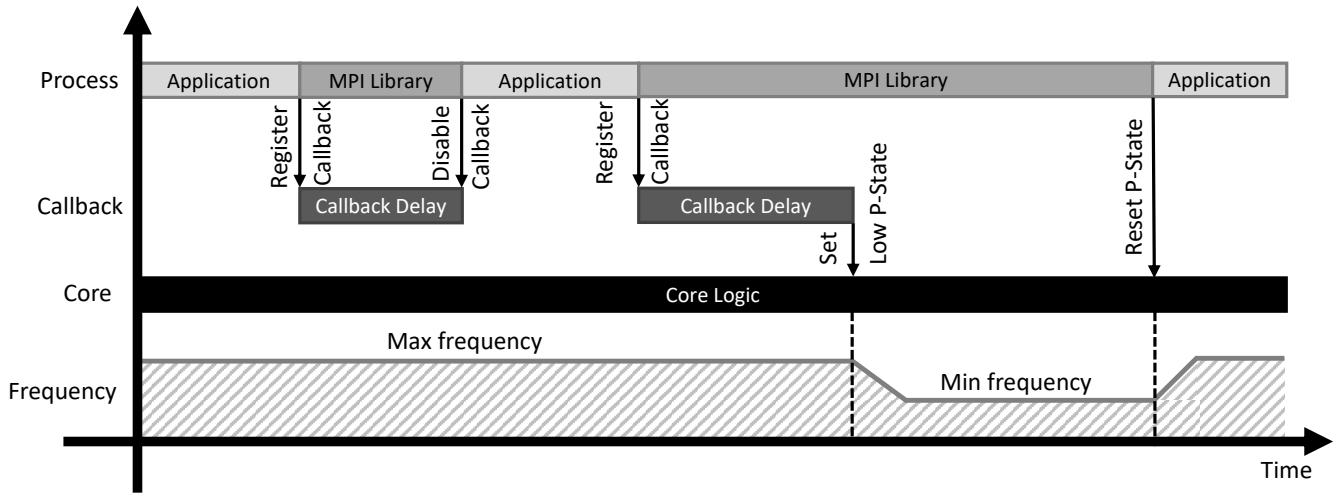 Process
Application
MPI Library
Application
MPI Library
Application
Register
Callback
Disable
Callback
Register
Callback
Callback
Callback Delay
Callback Delay
Set
Low P-State
Reset P-State
Core
Core Logic
Max frequency
Min frequency
Frequency
Time